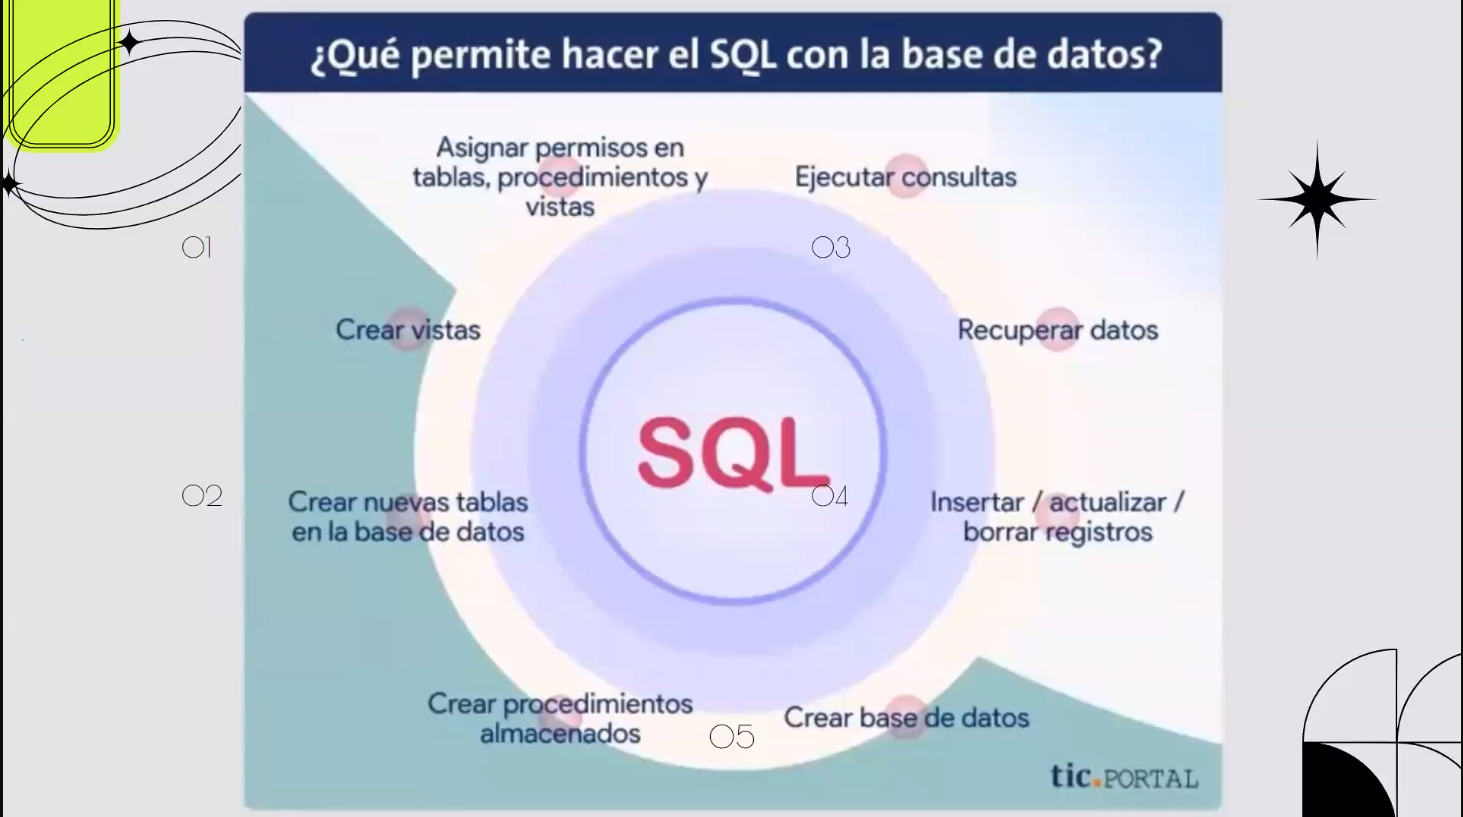 ¿Qué permite hacer el SQL con la base de datos?
Asignar permisos en
tablas, procedimientos y
vistas
Ejecutar consultas
01
03
Crear vistas
Recuperar datos
SQL
02
04
Crear nuevas tablas
en la base de datos
Insertar / actualizar /
borrar registros
Crear procedimientos
almacenados
05
Crear base de datos
tic.PORTAL